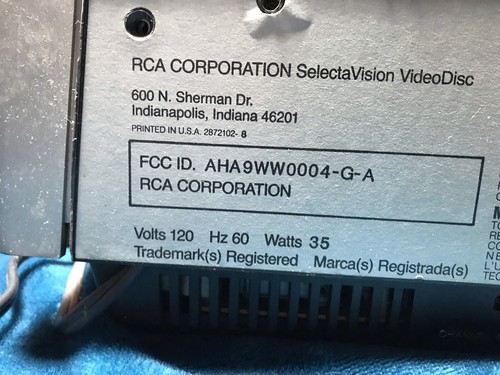 RCA CORPORATION SelectaVision VideoDisc
600 N. Sherman Dr.
Indianapolis, Indiana 46201
PRINTED IN U.S.A. 2872102- 8
FCC ID. AHA9WW0004-G-A
RCA CORPORATION
Volts 120 Hz 60 Watts 35
Trademark(s) Registered Marca(s) Registrada(s)